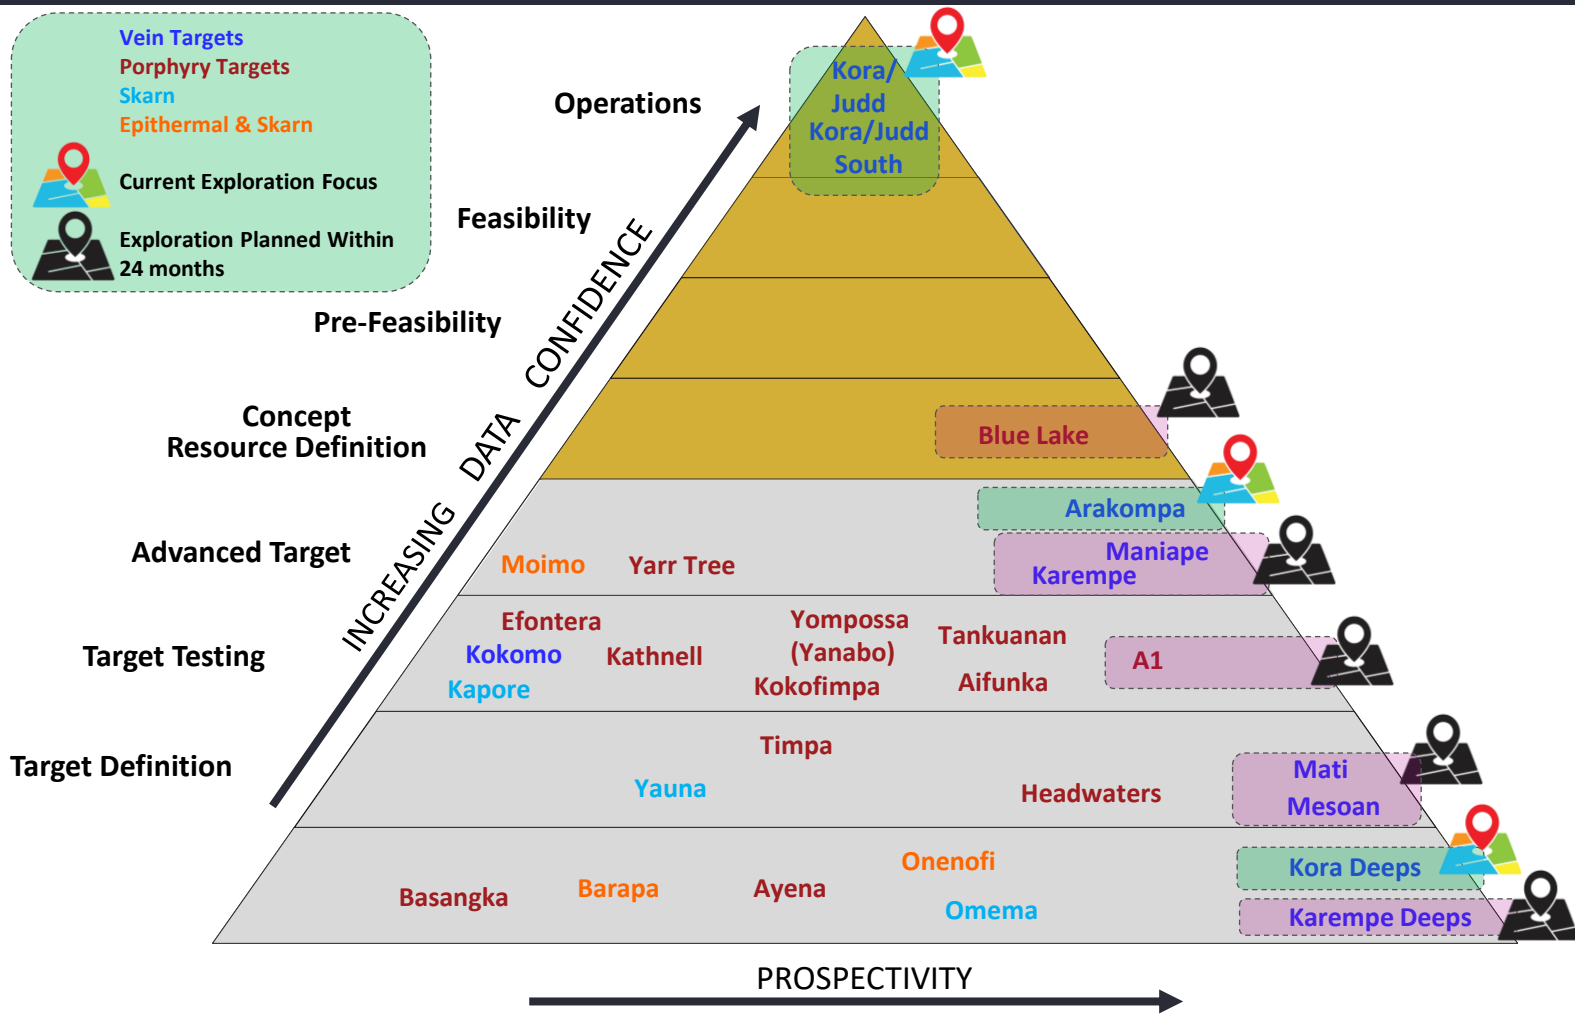 Vein Targets
Porphyry Targets
Skarn
Epithermal & Skarn
Current Exploration Focus
Exploration Planned Within
24 months
Operations
Feasibility
Pre-Feasibility
Concept
Resource Definition
Advanced Target
Target Testing
Target Definition
INCREASING DATA CONFIDENCE
Kora/
Judd
Kora/Judd
South
Blue Lake
Arakompa
Maniape
Karempe
Moimo
Yarr Tree
Efontera
Kokomo
Kapore
Kathnell
Yompossa
(Yanabo)
Kokofimpa
Tankuanan
Aifunka
A1
Timpa
Yauna
Headwaters
Mati
Mesoan
Basangka
Barapa
Ayena
Onenofi
Omema
Kora Deeps
Karempe Deeps
PROSPECTIVITY